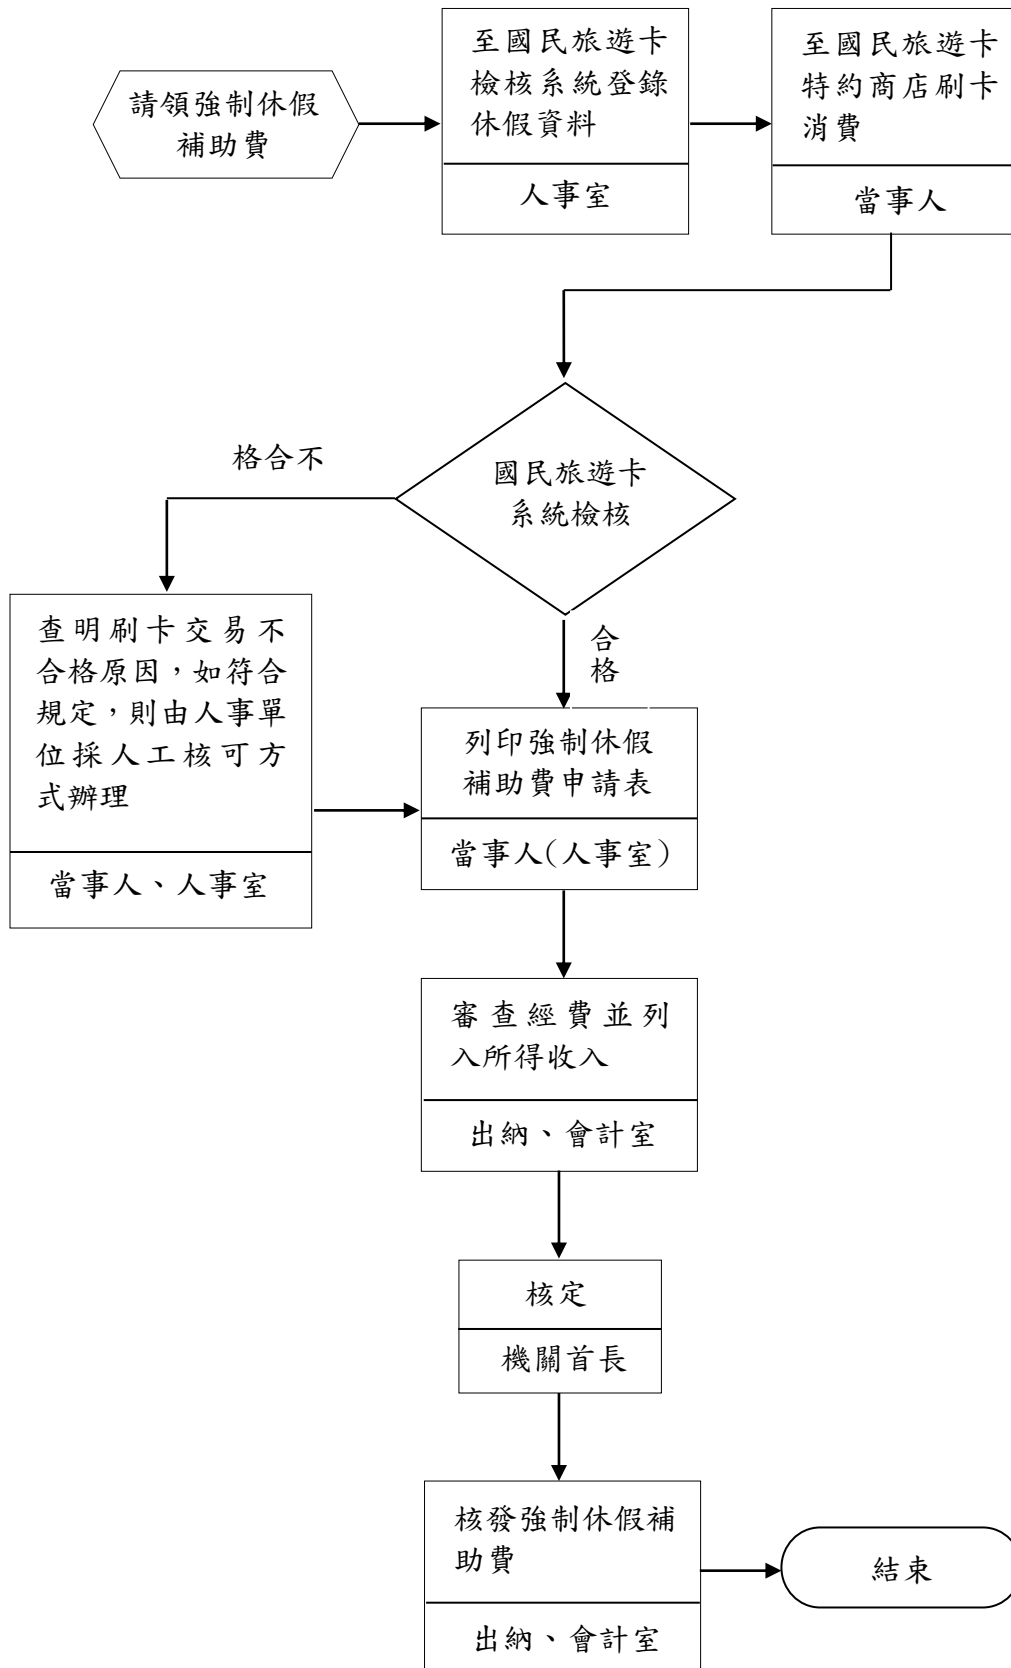 請領強制休假
補助費
至國民旅遊卡
檢核系統登錄
休假資料
人事室
至國民旅遊卡
特約商店刷卡
消費
當事人
國民旅遊卡
系統檢核
格合不
合
格
查明刷卡交易不
合格原因，如符合
規定，則由人事單
位採人工核可方
式辦理
當事人、人事室
列印強制休假
補助費申請表
當事人(人事室)
審查經費並列
入所得收入
出納、會計室
核定
機關首長
核發強制休假補
助費
出納、會計室
結束